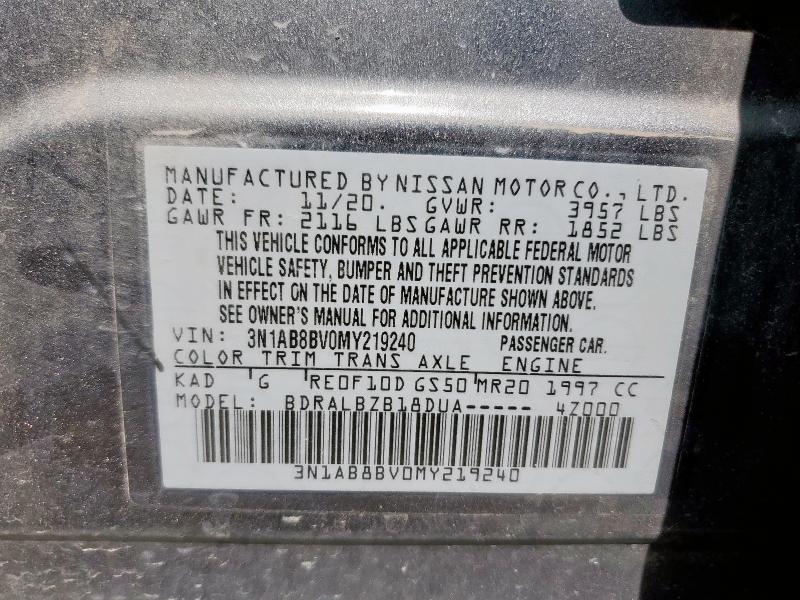 MANUFACTURED BY NISSAN MOTOR CO., LTD.
DATE: 11/20. GVWR: 3957 LBS
GAWR FR: 2116 LBS GAWR RR: 1852 LBS
THIS VEHICLE CONFORMS TO ALL APPLICABLE FEDERAL MOTOR
VEHICLE SAFETY, BUMPER AND THEFT PREVENTION STANDARDS
IN EFFECT ON THE DATE OF MANUFACTURE SHOWN ABOVE.
SEE OWNER'S MANUAL FOR ADDITIONAL INFORMATION.
VIN: 3N1AB8BV0MY219240 PASSENGER CAR.
COLOR TRIM TRANS AXLE ENGINE
KAD G RE0F10D GS50 MR20 1997 CC
MODEL: BDRALBZB18DUA----- 4Z000
3N1AB8BV0MY219240